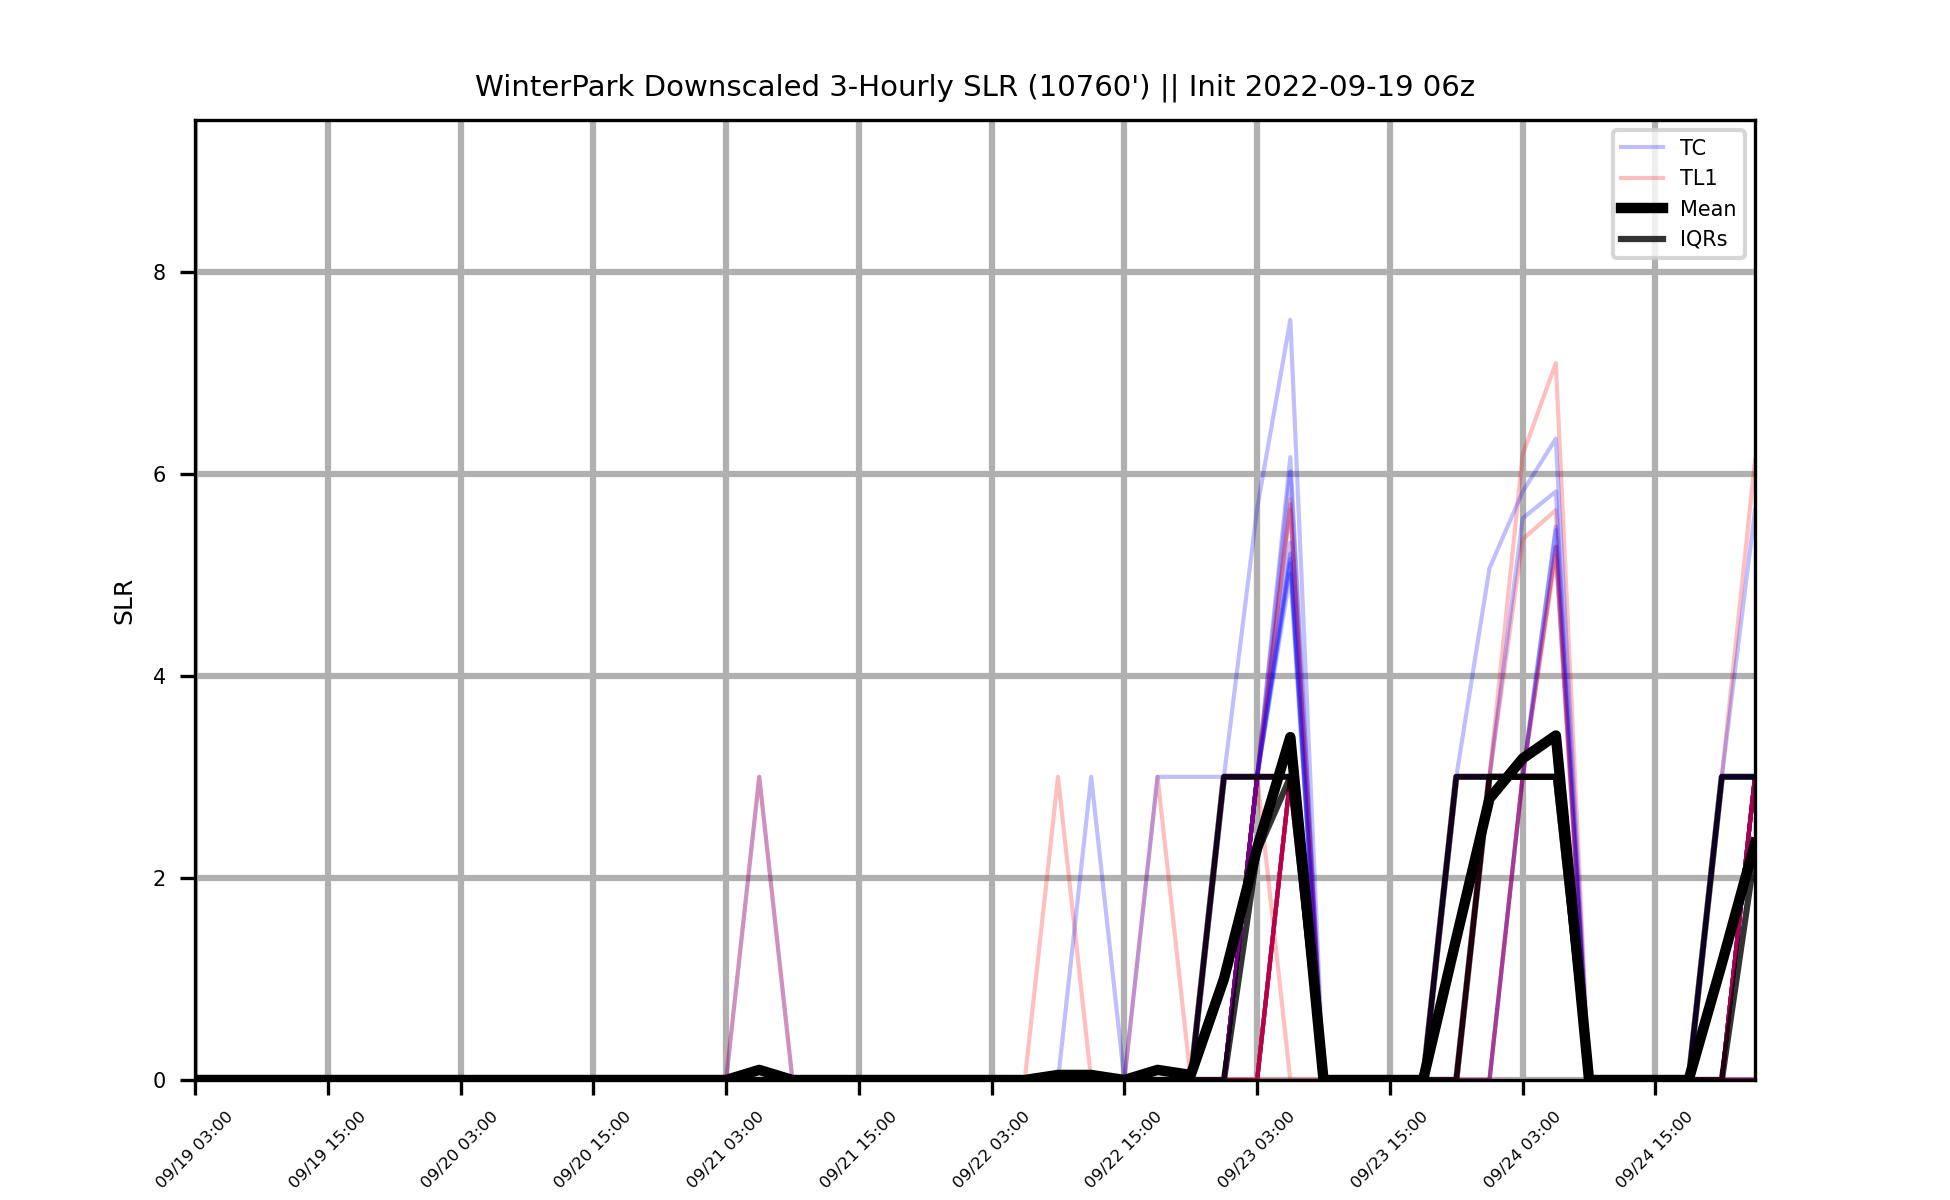 WinterPark Downscaled 3-Hourly SLR (10760') || Init 2022-09-19 06z
TC
TL1
Mean
IQRs
8
6
4
2
0
SLR
09/19 03:00
09/19 15:00
09/20 03:00
09/20 15:00
09/21 03:00
09/21 15:00
09/22 03:00
09/22 15:00
09/23 03:00
09/23 15:00
09/24 03:00
09/24 15:00